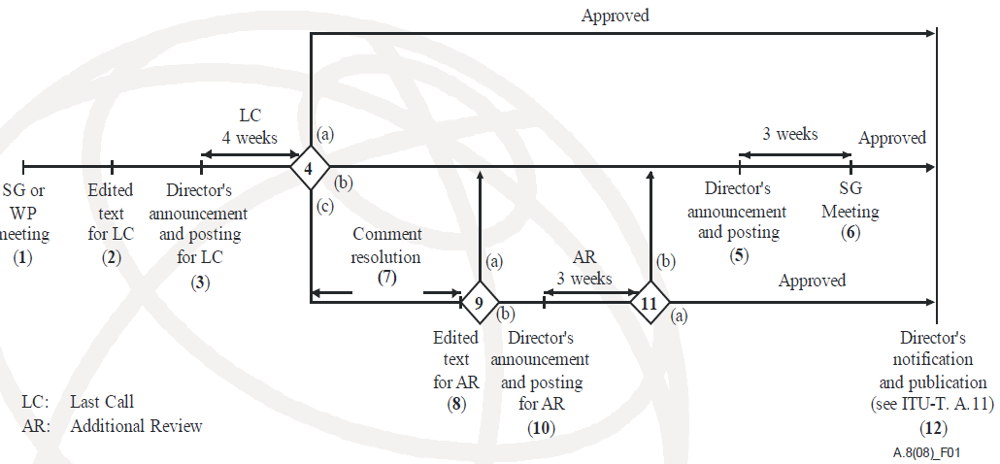 Approved
LC
4 weeks
(a)
3 weeks
Approved
4
(b)
(c)
SG or
WP
neeting
(1)
Edited
text
for LC
(2)
Director's
announcement
and posting
for LC
(3)
Comment
resolution
(7)
Director's
announcement
and posting
(5)
SG
Meeting
(6)
(a)
AR
3 weeks
(b)
Approved
9
(b)
11
(a)
Edited
text
for AR
(8)
Director's
announcement
and posting
for AR
(10)
Director's
notification
and publication
(see ITU-T. A.11)
(12)
LC: Last Call
AR: Additional Review
A.8(08)_F01